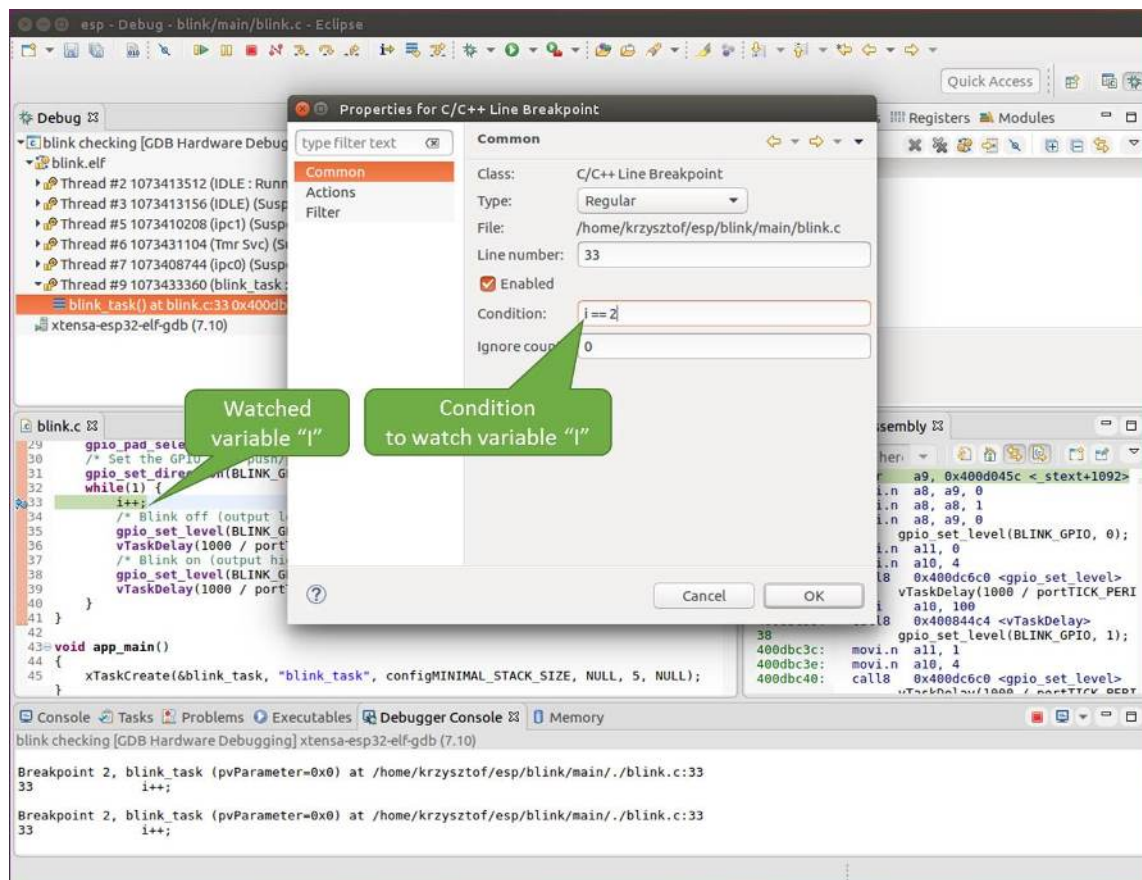 esp - Debug - blink/main/blink.c - Eclipse
Quick Access
Debug
Registers Modules
blink checking [GDB Hardware Debug
blink.elf
Thread #2 1073413512 (IDLE : Runn
Thread #3 1073413156 (IDLE) (Susp
Thread #5 1073410208 (ipc1) (Susp
Thread #6 1073431104 (Tmr Svc) (S
Thread #7 1073408744 (ipc0) (Susp
Thread #9 1073433360 (blink_task :
blink_task() at blink.c:33 0x400db
xtensa-esp32-elf-gdb (7.10)
Properties for C/C++ Line Breakpoint
type filter text
Common
Actions
Filter
Common
Class: C/C++ Line Breakpoint
Type: Regular
File: /home/krzysztof/esp/blink/main/blink.c
Line number: 33
Enabled
Condition: i == 2
Ignore coun 0
Cancel OK
Watched
variable “I”
Condition
to watch variable “I”
blink.c
29 gpio_pad_sele
30 /* Set the GPIO push/
31 gpio_set_direction(BLINK_G
32 while(1) {
33 i++;
34 /* Blink off (output l
35 gpio_set_level(BLINK_G
36 vTaskDelay(1000 / port
37 /* Blink on (output hi
38 gpio_set_level(BLINK_G
39 vTaskDelay(1000 / port
40 }
41 }
42
43 void app_main()
44 {
45 xTaskCreate(&blink_task, "blink_task", configMINIMAL_STACK_SIZE, NULL, 5, NULL);
}
ssembly
her
r a9, 0x400d045c <_stext+1092>
i.n a8, a9, 0
i.n a8, a8, 1
i.n a8, a9, 0
gpio_set_level(BLINK_GPIO, 0);
i.n a11, 0
i.n a10, 4
l8 0x400dc6c0 <gpio_set_level>
vTaskDelay(1000 / portTICK_PERI
i a10, 100
l8 0x400844c4 <vTaskDelay>
38 gpio_set_level(BLINK_GPIO, 1);
400dbc3c: movi.n a11, 1
400dbc3e: movi.n a10, 4
400dbc40: call8 0x400dc6c0 <gpio_set_level>
vTaskDelay(1000 / portTICK_PERI
Console Tasks Problems Executables Debugger Console Memory
blink checking [GDB Hardware Debugging] xtensa-esp32-elf-gdb (7.10)
Breakpoint 2, blink_task (pvParameter=0x0) at /home/krzysztof/esp/blink/main/./blink.c:33
33 i++;
Breakpoint 2, blink_task (pvParameter=0x0) at /home/krzysztof/esp/blink/main/./blink.c:33
33 i++;